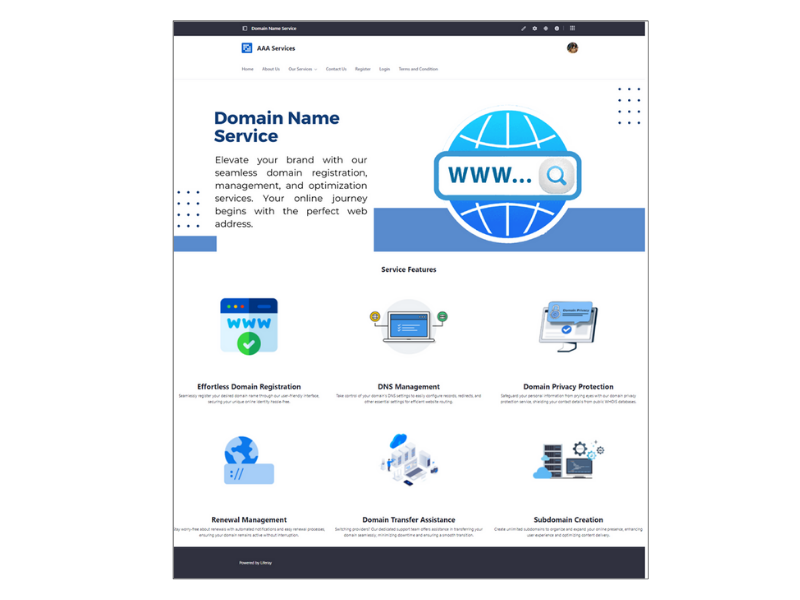 Domain Name Service
AAA Services
Home About Us Our Services Contact Us Register Login Terms and Condition
Domain Name
Service
Elevate your brand with our
seamless domain registration,
management, and optimization
services. Your online journey
begins with the perfect web
address.
WWW...
Service Features
WWW
Domain Privacy
Effortless Domain Registration
Seamlessly register your desired domain name through our user-friendly interface,
securing your unique online identity hassle-free.
DNS Management
Take control of your domain's DNS settings to easily configure records, redirects, and
other essential settings for efficient website routing.
Domain Privacy Protection
Safeguard your personal information from prying eyes with our domain privacy
protection service, shielding your contact details from public WHOIS databases.
://
Renewal Management
Stay worry-free about renewals with automated notifications and easy renewal processes,
ensuring your domain remains active without interruption.
Domain Transfer Assistance
Switching providers? Our dedicated support team offers assistance in transferring your
domain seamlessly, minimizing downtime and ensuring a smooth transition.
Subdomain Creation
Create unlimited subdomains to organize and expand your online presence, enhancing
user experience and optimizing content delivery.
Powered by Liferay